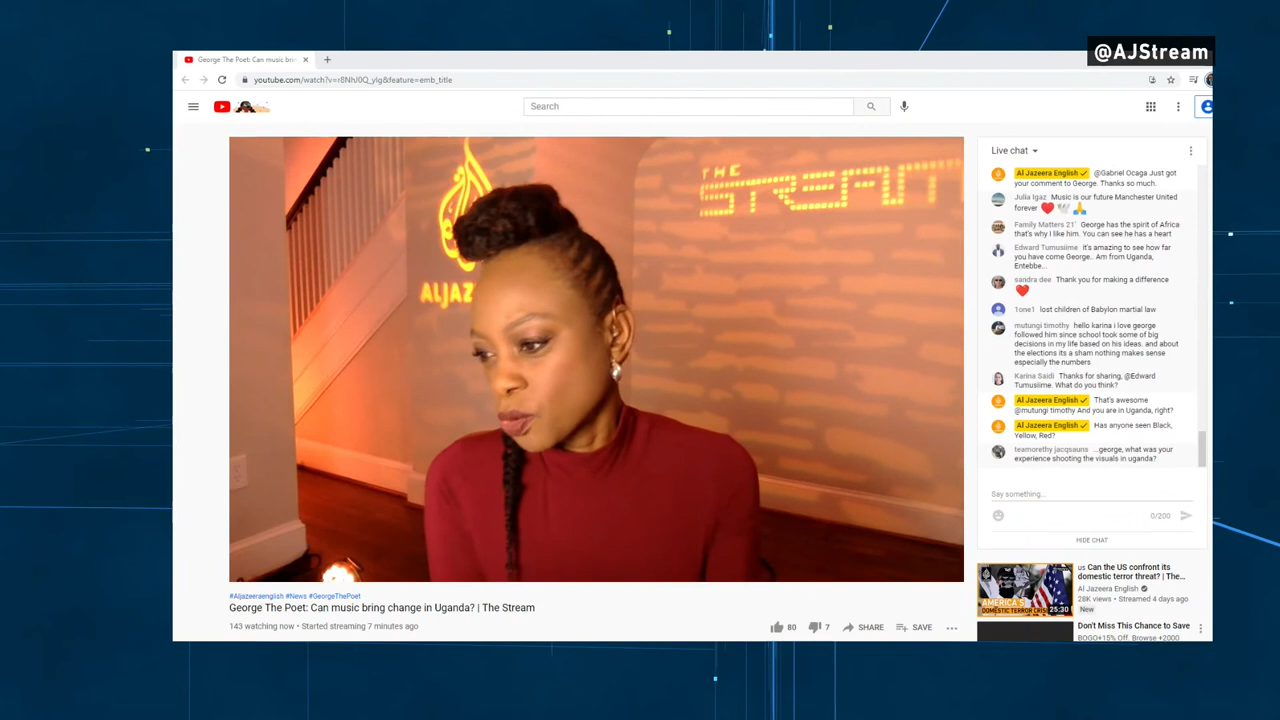 @AJStream
George The Poet: Can music brin
youtube.com/watch?v=r8NhJ0Q_yIg&feature=emb_title
Search
THE
STREAM
ALJAZ
Live chat
Al Jazeera English @Gabriel Ocaga Just got
your comment to George. Thanks so much.
Julia Igaz Music is our future Manchester United
forever ❤️🕊️🙏
Family Matters 21` George has the spirit of Africa
that's why I like him. You can see he has a heart
Edward Tumusiime it's amazing to see how far
you have come George.. Am from Uganda,
Entebbe...
sandra dee Thank you for making a difference
❤️
1one1 lost children of Babylon martial law
mutungi timothy hello karina i love george
followed him since school took some of big
decisions in my life based on his ideas. and about
the elections its a sham nothing makes sense
especially the numbers
Karina Saidi Thanks for sharing, @Edward
Tumusiime. What do you think?
Al Jazeera English That's awesome
@mutungi timothy And you are in Uganda, right?
Al Jazeera English Has anyone seen Black,
Yellow, Red?
teamorethy jacqsauns ...george, what was your
experience shooting the visuals in uganda?
Say something...
0/200
HIDE CHAT
#Aljazeeraenglish #News #GeorgeThePoet
George The Poet: Can music bring change in Uganda? | The Stream
143 watching now • Started streaming 7 minutes ago
80
7
SHARE
SAVE
us Can the US confront its
domestic terror threat? | The...
Al Jazeera English
28K views • Streamed 4 days ago
New
AMERICA'S
DOMESTIC TERROR CRISIS
25:30
Don't Miss This Chance to Save
BOGO+15% Off. Browse +2000